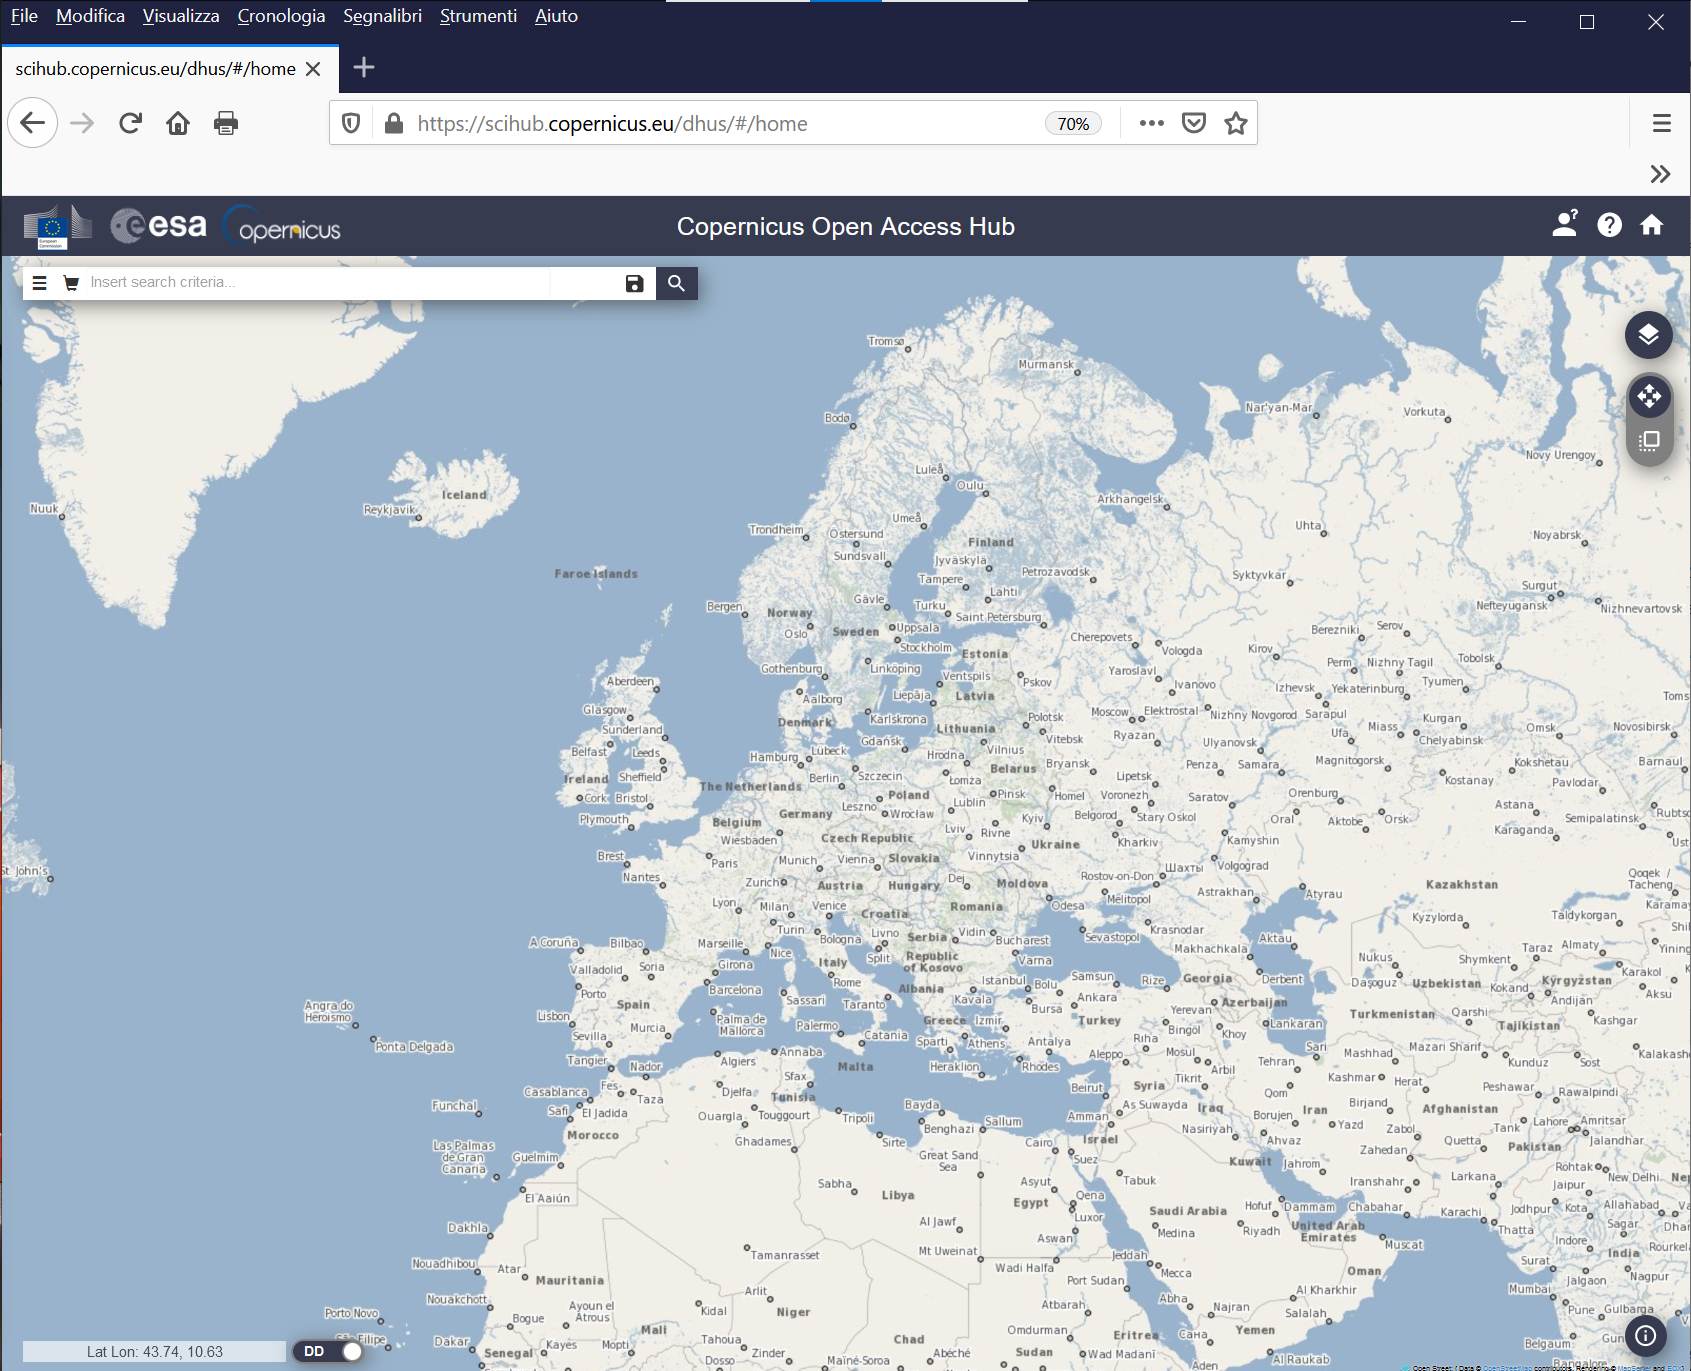 File Modifica Visualizza Cronologia Segnalibri Strumenti Aiuto
scihub.copernicus.eu/dhus/#/home
https://scihub.copernicus.eu/dhus/#/home 70%
European Commission esa opernicus Copernicus Open Access Hub
Insert search criteria...
Tromsø
Murmansk
Nar'yan-Mar
Vorkuta
Bodø
Novy Urengoy
Luleå
Oulu
Iceland
Arkhangelsk
Nuuk
Reykjavik
Umeå
Uhta
Trondheim
Östersund
Noyabrsk
Finland
Sundsvall
Jyväskylä
Faroe Islands
Petrozavodsk
Syktyvkar
Tampere
Surgut
Lahti
Gävle
Turku
Nefteyugansk
Nizhnevartovsk
Bergen
Norway
Saint Petersburg
Oslo
Sweden
Uppsala
Berezniki
Serov
Cherepovets
Stockholm
Vologda
Kirov
Estonia
Tobolsk
Gothenburg
Linköping
Perm
Nizhny Tagil
Yaroslavl
Ventspils
Pskov
Aberdeen
Ivanovo
Izhevsk
Yekaterinburg
Tyumen
Aalborg
Liepāja
Latvia
Toms
Glasgow
Moscow
Elektrostal
Nizhny Novgorod
Sarapul
Denmark
Karlskrona
Polotsk
Kurgan
Sunderland
Lithuania
Miass
Omsk
Novosibirsk
Ryazan
Ufa
Vitebsk
Gdańsk
Ulyanovsk
Chelyabinsk
Belfast
Leeds
Lübeck
Hrodna
Vilnius
Hamburg
Bryansk
Penza
Samara
Magnitogorsk
Kokshetau
Barnaul
Ireland
Sheffield
Berlin
Szczecin
Łomza
Belarus
Lipetsk
Kostanay
Pavlodar
The Netherlands
Cork
Bristol
Leszno
Poland
Lublin
Pinsk
Homel
Voronezh
Saratov
Orenburg
Astana
Germany
Wrocław
Plymouth
Belgium
Kyiv
Belgorod
Stary Oskol
Oral
Aktobe
Orsk
Semipalatinsk
Rubtso
Wiesbaden
Czech Republic
Lviv
Rivne
Karaganda
Ukraine
Kharkiv
Kamyshin
Ust
Brest
Paris
Munich
Vienna
Slovakia
Vinnytsia
Шахты
Volgograd
St. John's
Nantes
Zurich
Austria
Hungary
Dej
Moldova
Rostov-on-Don
Astrakhan
Atyrau
Kazakhstan
Qoqek /
Tacheng
Lyon
Milan
Venice
Croatia
Romania
Odesa
Melitopol
Karamay
Kyzylorda
Taldykorgan
Turin
Bologna
Livno
Serbia
Vidin
Bucharest
Sevastopol
Krasnodar
Aktau
A Coruña
Bilbao
Marseille
Nice
Split
Makhachkala
Taraz
Almaty
Yining
Valladolid
Soria
Girona
Italy
Republic
of Kosovo
Varna
Nukus
Shymkent
Porto
Barcelona
Rome
Albania
Istanbul
Samsun
Rize
Georgia
Derbent
Daşoguz
Uzbekistan
Kokand
Kyrgyzstan
Karakol
Aksu
Angra do
Heroismo
Spain
Sassari
Taranto
Kavala
Bolu
Ankara
Bursa
Yerevan
Azerbaijan
Andijan
Lisbon
Palma de
Mallorca
Palermo
Greece
Izmir
Turkey
Bingol
Khoy
Lankaran
Turkmenistan
Qarshi
Tajikistan
Kashgar
Sevilla
Murcia
Catania
Sparti
Athens
Antalya
Riha
Ponta Delgada
Tangier
Nador
Algiers
Annaba
Malta
Heraklion
Rhodes
Aleppo
Mosul
Arbil
Tehran
Sari
Mashhad
Mazari Sharif
Kunduz
Sost
Kalakash
Casablanca
Fes
Taza
Djelfa
Sfax
Tunisia
Beirut
Syria
Tikrit
Qom
Kashmar
Herat
Peshawar
Rawalpindi
Funchal
Safi
El Jadida
Ouargla
Touggourt
Tripoli
Bayda
Benghazi
Sallum
Amman
As Suwayda
Iraq
Borujen
Iran
Birjand
Afghanistan
Morocco
Ghadames
Sirte
Cairo
Israel
Nasiriyah
Ahvaz
Yazd
Zabol
Tank
Lahore
Amritsar
Quetta
Jalandhar
Pakistan
Las Palmas
de Gran
Canaria
Guelmim
Great Sand
Sea
Suez
Kuwait
Jahrom
Zahedan
Rohtak
New Delhi
Nep
El Aaiún
Sabha
Libya
Asyut
Egypt
Qena
Tabuk
Iranshahr
Larkana
Jaipur
Dakhla
Al Jawf
Luxor
Saudi Arabia
Medina
Hofuf
Dammam
Riyadh
Chabahar
Karachi
Jodhpur
Kota
Allahabad
Thatta
Sagar
Dhan
Aswan
United Arab
Emirates
Muscat
Indore
India
Rourkela
Nouadhibou
Atar
Mauritania
Tamanrasset
Mt Uweinat
Wadi Halfa
Jeddah
Mecca
Oman
Surat
Jalgaon
Nagpur
Port Sudan
Nouakchott
Arlit
Kidal
Niger
Abha
Al Kharkhir
Mumbai
Porto Novo
Ayoun el
Atrous
Bogue
Atbarah
Najran
Salalah
Pune
Gulbarga
São Filipe
Dakar
Senegal
Kayes
Mopti
Mali
Tahoua
Zinder
Chad
Omdurman
Eritrea
Сана
Yemen
Belgaum
Gun
Dosso
Maïné-Soroa
Abéché
Sudan
Wad Madani
Aden
Al Raukab
Bangalore
Lat Lon: 43.74, 10.63 DD